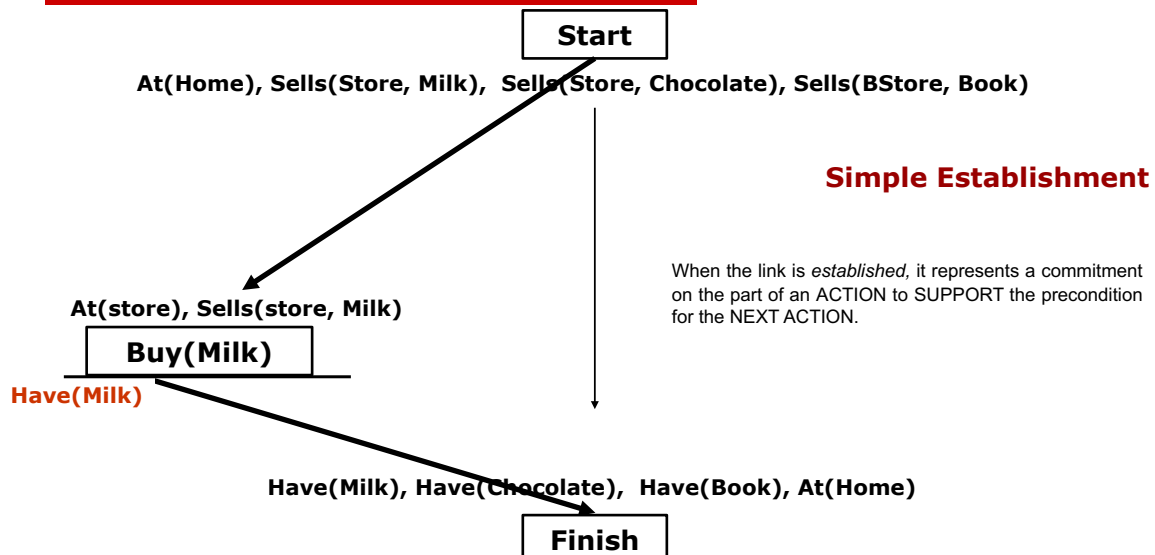 Start
At(Home), Sells(Store, Milk), Sells(Store, Chocolate), Sells(BStore, Book)
Simple Establishment
When the link is established, it represents a commitment
on the part of an ACTION to SUPPORT the precondition
for the NEXT ACTION.
At(store), Sells(store, Milk)
Buy(Milk)
Have(Milk)
Have(Milk), Have(Chocolate), Have(Book), At(Home)
Finish